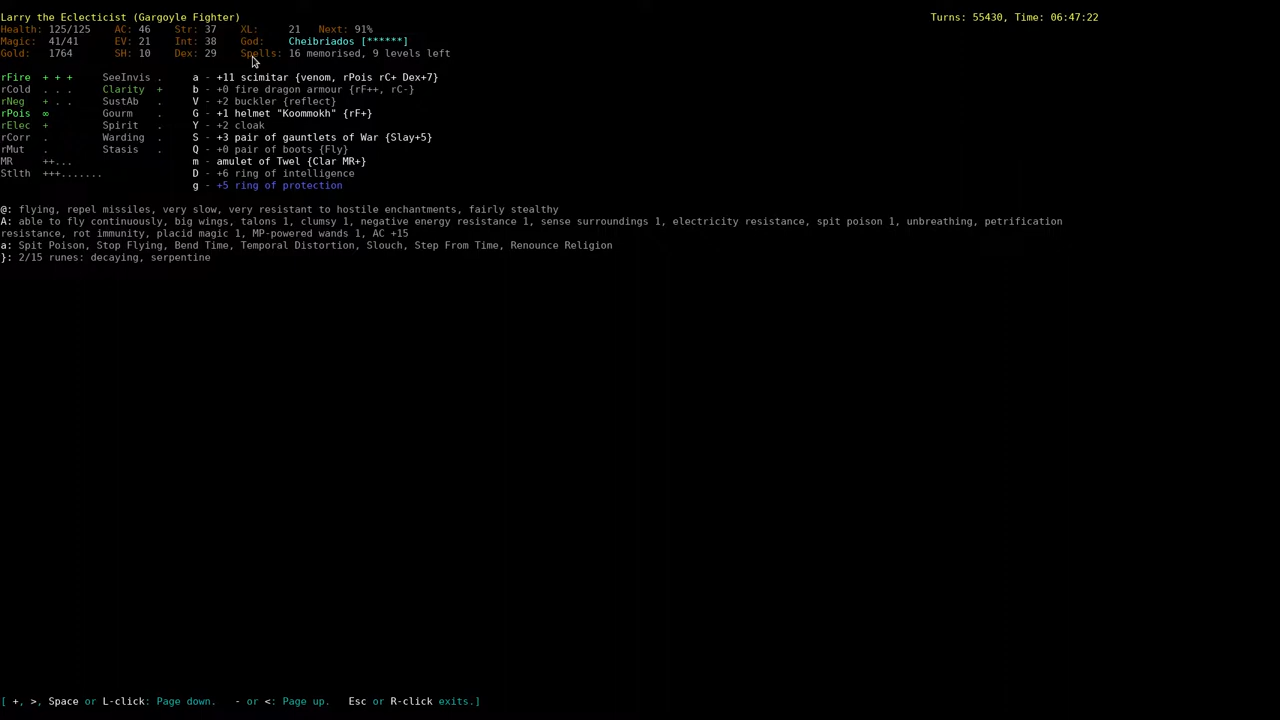 Larry the Eclecticist (Gargoyle Fighter) Turns: 55430, Time: 06:47:22
Health: 125/125 AC: 46 Str: 37 XL: 21 Next: 91%
Magic: 41/41 EV: 21 Int: 38 God: Cheibriados [******]
Gold: 1764 SH: 10 Dex: 29 Spells: 16 memorised, 9 levels left
rFire + + + SeeInvis . a - +11 scimitar {venom, rPois rC+ Dex+7}
rCold . . . Clarity + b - +0 fire dragon armour {rF++, rC-}
rNeg + . . SustAb . V - +2 buckler {reflect}
rPois ∞ Gourm . G - +1 helmet "Koommokh" {rF+}
rElec + Spirit . Y - +2 cloak
rCorr . Warding . S - +3 pair of gauntlets of War {Slay+5}
rMut . Stasis . Q - +0 pair of boots {Fly}
MR ++... m - amulet of Twel {Clar MR+}
Stlth +++....... D - +6 ring of intelligence
g - +5 ring of protection
@: flying, repel missiles, very slow, very resistant to hostile enchantments, fairly stealthy
A: able to fly continuously, big wings, talons 1, clumsy 1, negative energy resistance 1, sense surroundings 1, electricity resistance, spit poison 1, unbreathing, petrification
resistance, rot immunity, placid magic 1, MP-powered wands 1, AC +15
a: Spit Poison, Stop Flying, Bend Time, Temporal Distortion, Slouch, Step From Time, Renounce Religion
}: 2/15 runes: decaying, serpentine
[ +, >, Space or L-click: Page down. - or <: Page up. Esc or R-click exits.]